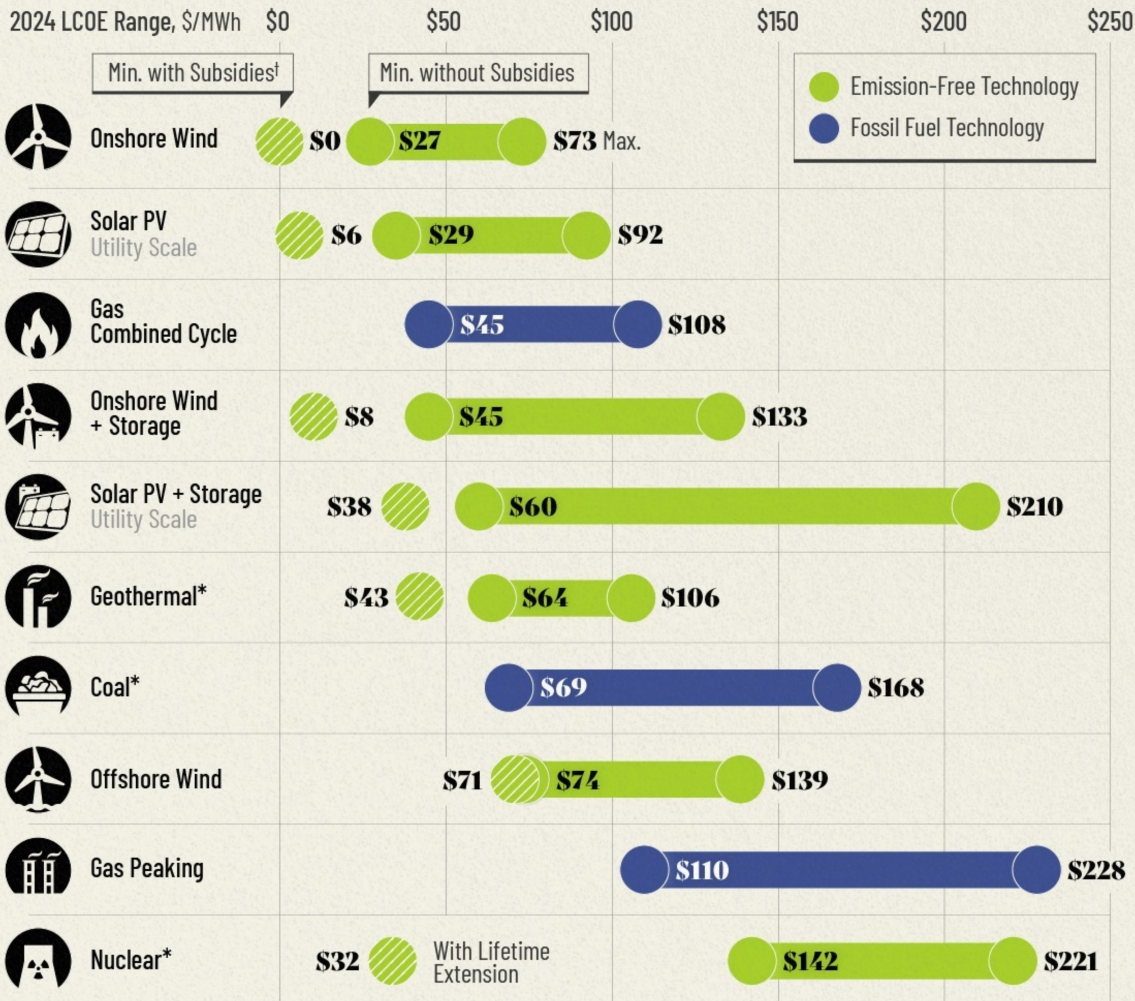 2024 LCOE Range, $/MWh $0 $50 $100 $150 $200 $250
Min. with Subsidies† Min. without Subsidies
Emission-Free Technology
Fossil Fuel Technology
Onshore Wind $0 $27 $73 Max.
Solar PV
Utility Scale
$6 $29 $92
Gas
Combined Cycle
$45 $108
Onshore Wind
+ Storage
$8 $45 $133
Solar PV + Storage
Utility Scale
$38 $60 $210
Geothermal* $43 $64 $106
Coal* $69 $168
Offshore Wind $71 $74 $139
Gas Peaking $110 $228
Nuclear* $32 With Lifetime
Extension
$142 $221